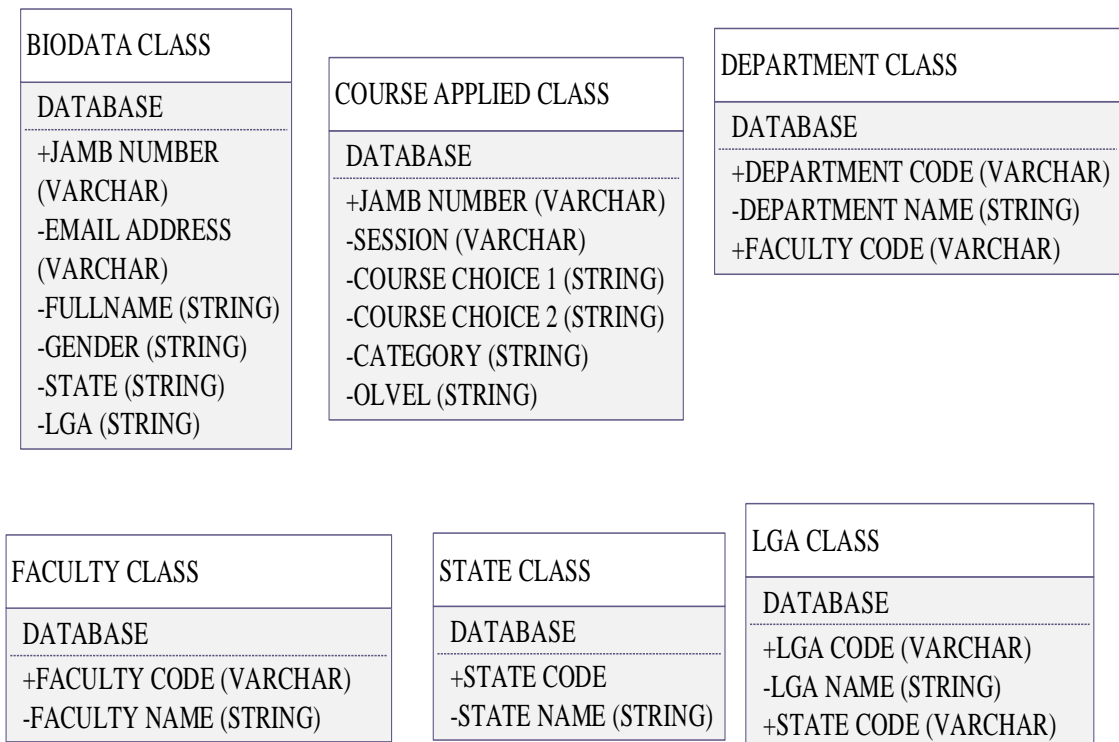 BIODATA CLASS
DATABASE
+JAMB NUMBER
(VARCHAR)
-EMAIL ADDRESS
(VARCHAR)
-FULLNAME (STRING)
-GENDER (STRING)
-STATE (STRING)
-LGA (STRING)
COURSE APPLIED CLASS
DATABASE
+JAMB NUMBER (VARCHAR)
-SESSION (VARCHAR)
-COURSE CHOICE 1 (STRING)
-COURSE CHOICE 2 (STRING)
-CATEGORY (STRING)
-OLVEL (STRING)
DEPARTMENT CLASS
DATABASE
+DEPARTMENT CODE (VARCHAR)
-DEPARTMENT NAME (STRING)
+FACULTY CODE (VARCHAR)
FACULTY CLASS
DATABASE
+FACULTY CODE (VARCHAR)
-FACULTY NAME (STRING)
STATE CLASS
DATABASE
+STATE CODE
-STATE NAME (STRING)
LGA CLASS
DATABASE
+LGA CODE (VARCHAR)
-LGA NAME (STRING)
+STATE CODE (VARCHAR)